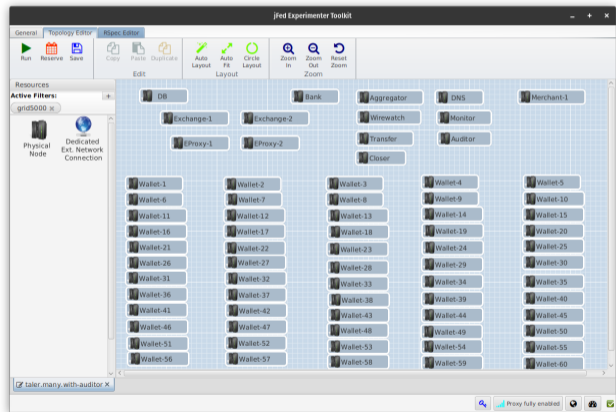 jFed Experimenter Toolkit
General Topology Editor RSpec Editor
Run Reserve Save Copy Paste Duplicate Auto Layout Auto Fit Circle Layout Zoom In Zoom Out Reset Zoom
Edit Layout Zoom
Resources
Active Filters: +
grid5000 ×
Physical Node Dedicated Ext. Network Connection
DB Bank Aggregator DNS Merchant-1
Exchange-1 Exchange-2 Wirewatch Monitor
EProxy-1 EProxy-2 Transfer Auditor
Closer
Wallet-1 Wallet-2 Wallet-3 Wallet-4 Wallet-5
Wallet-6 Wallet-7 Wallet-8 Wallet-9 Wallet-10
Wallet-11 Wallet-12 Wallet-13 Wallet-14 Wallet-15
Wallet-16 Wallet-17 Wallet-18 Wallet-19 Wallet-20
Wallet-21 Wallet-22 Wallet-23 Wallet-24 Wallet-25
Wallet-26 Wallet-27 Wallet-28 Wallet-29 Wallet-30
Wallet-31 Wallet-32 Wallet-33 Wallet-34 Wallet-35
Wallet-36 Wallet-37 Wallet-38 Wallet-39 Wallet-40
Wallet-41 Wallet-42 Wallet-43 Wallet-44 Wallet-45
Wallet-46 Wallet-47 Wallet-48 Wallet-49 Wallet-50
Wallet-51 Wallet-52 Wallet-53 Wallet-54 Wallet-55
Wallet-56 Wallet-57 Wallet-58 Wallet-59 Wallet-60
taler.many.with-auditor ×
Proxy fully enabled